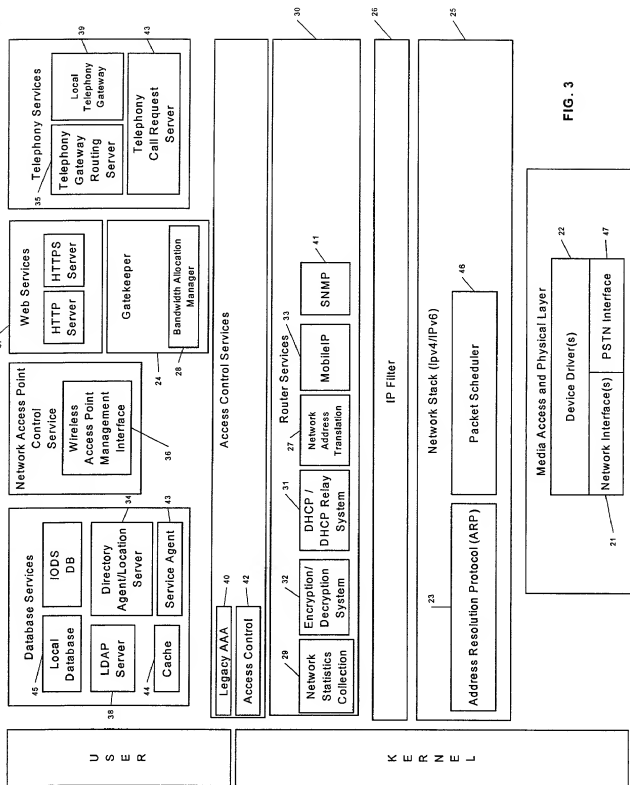 Database Services
45
Local
Database
IODS
DB
LDAP
Server
38
Directory
Agent/Location
Server
34
44
Cache
Service Agent
43
Network Access Point
Control
Service
Wireless
Access Point
Management
Interface
36
Web Services
HTTP
Server
HTTPS
Server
Gatekeeper
24
Bandwidth Allocation
Manager
28
Telephony Services
35
Telephony
Gateway
Routing
Server
Local
Telephony
Gateway
39
Telephony
Call Request
Server
43
U S E R
Access Control Services
Legacy AAA
40
Access Control
42
Router Services
30
29
Network
Statistics
Collection
32
Encryption/
Decryption
System
31
DHCP /
DHCP Relay
System
27
Network
Address
Translation
33
MobileIP
41
SNMP
IP Filter
26
K E R N E L
Network Stack (Ipv4/IPv6)
25
23
Address Resolution Protocol (ARP)
46
Packet Scheduler
Media Access and Physical Layer
Device Driver(s)
22
21
Network Interface(s)
PSTN Interface
47
FIG. 3